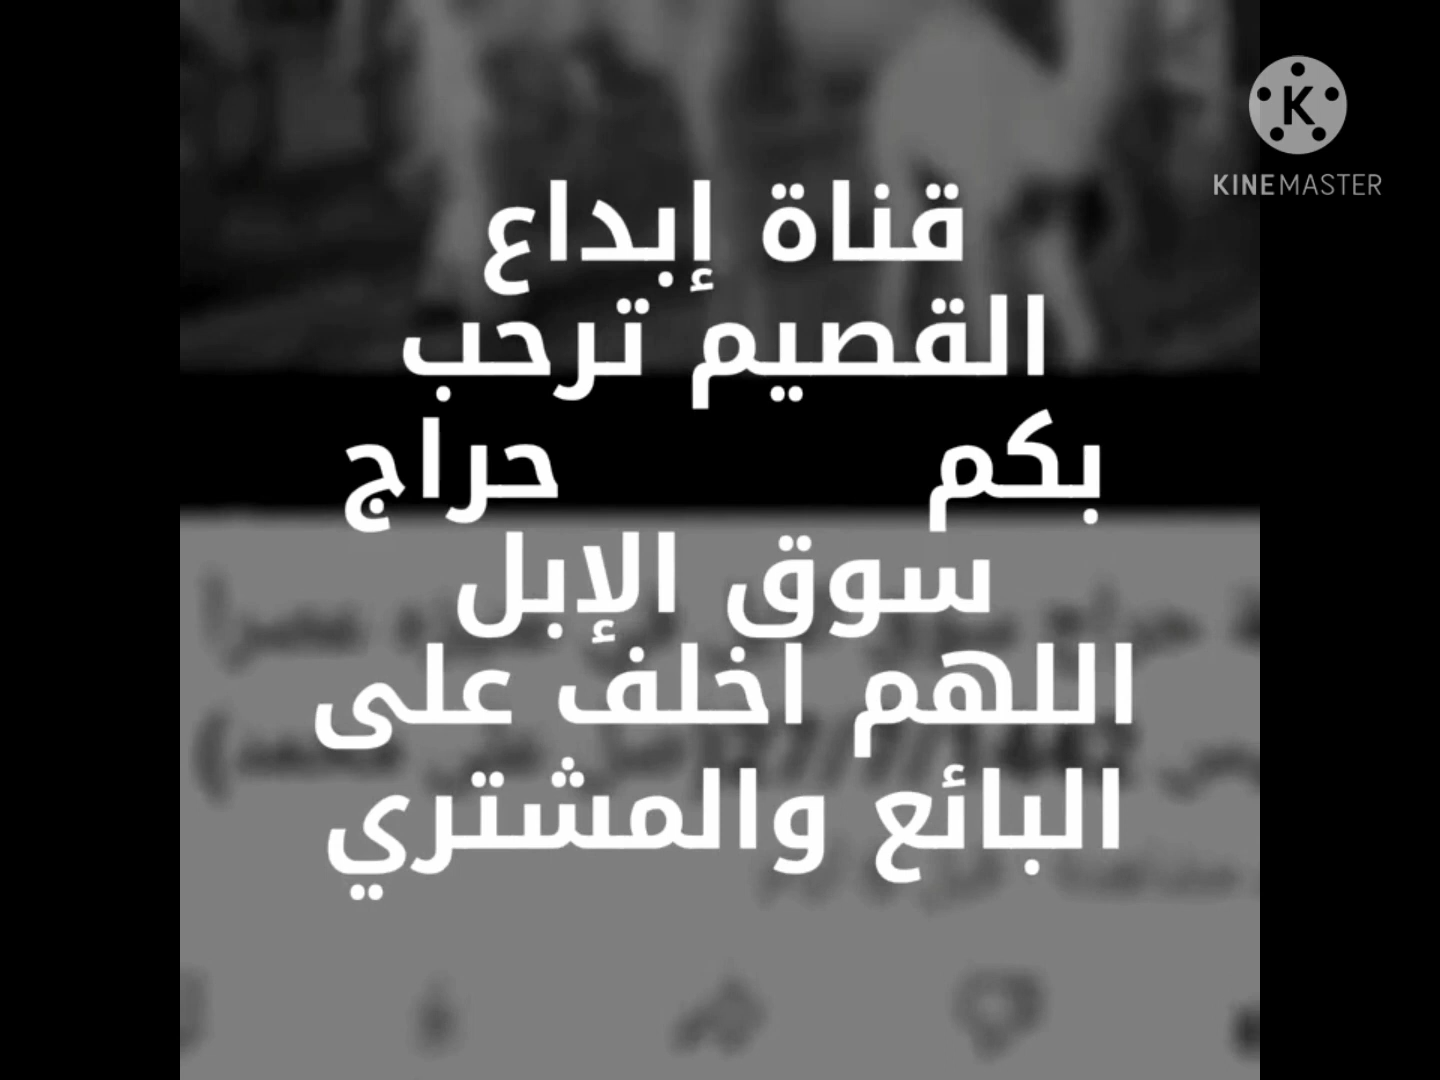 قناة إبداع
القصيم ترحب
بكم حراج
سوق الإبل
اللهم اخلف على
البائع والمشتري
KINEMASTER